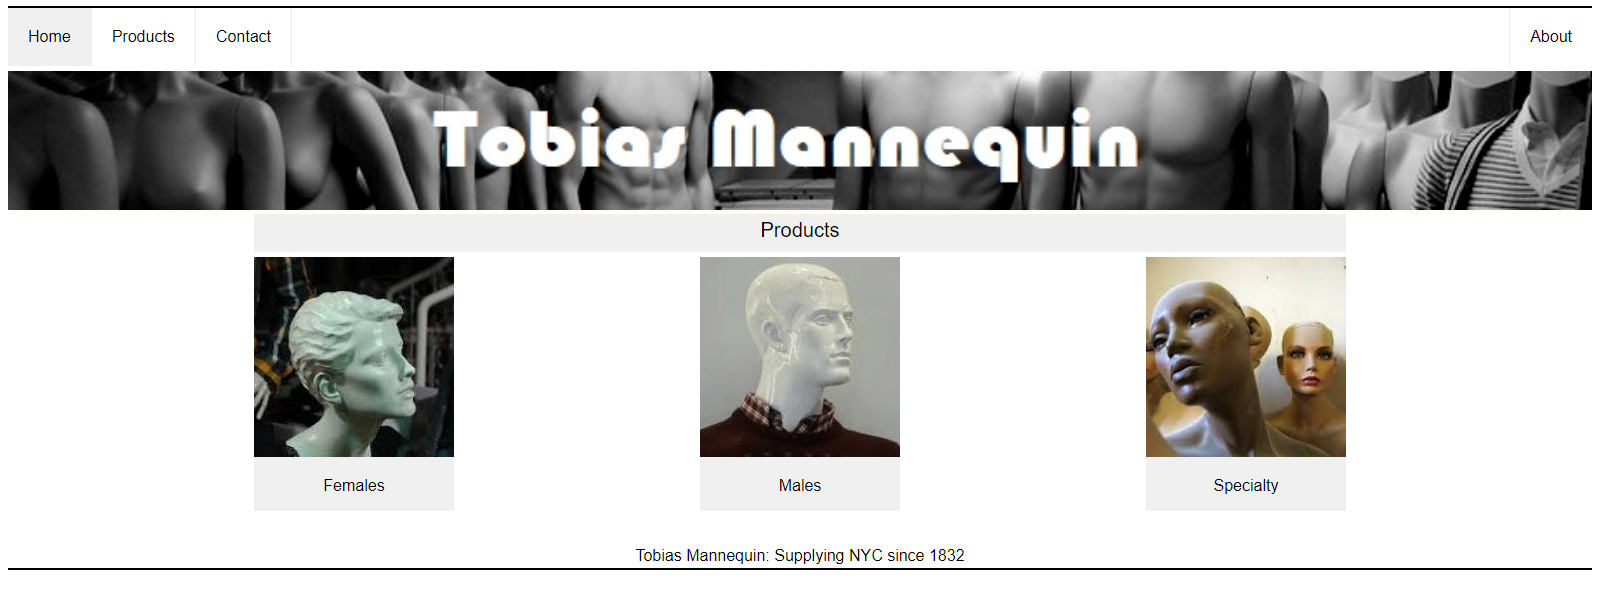 Home Products Contact About
Tobias Mannequin
Products
Females Males Specialty
Tobias Mannequin: Supplying NYC since 1832